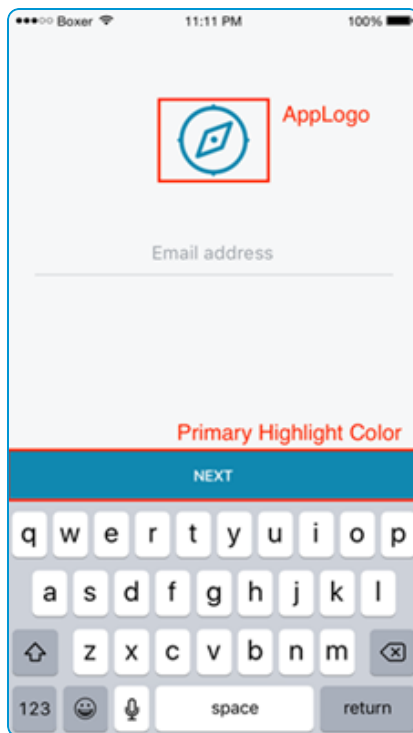 Boxer 11:11 PM 100%
AppLogo
Email address
Primary Highlight Color
NEXT
q w e r t y u i o p
a s d f g h j k l
z x c v b n m
123 space return